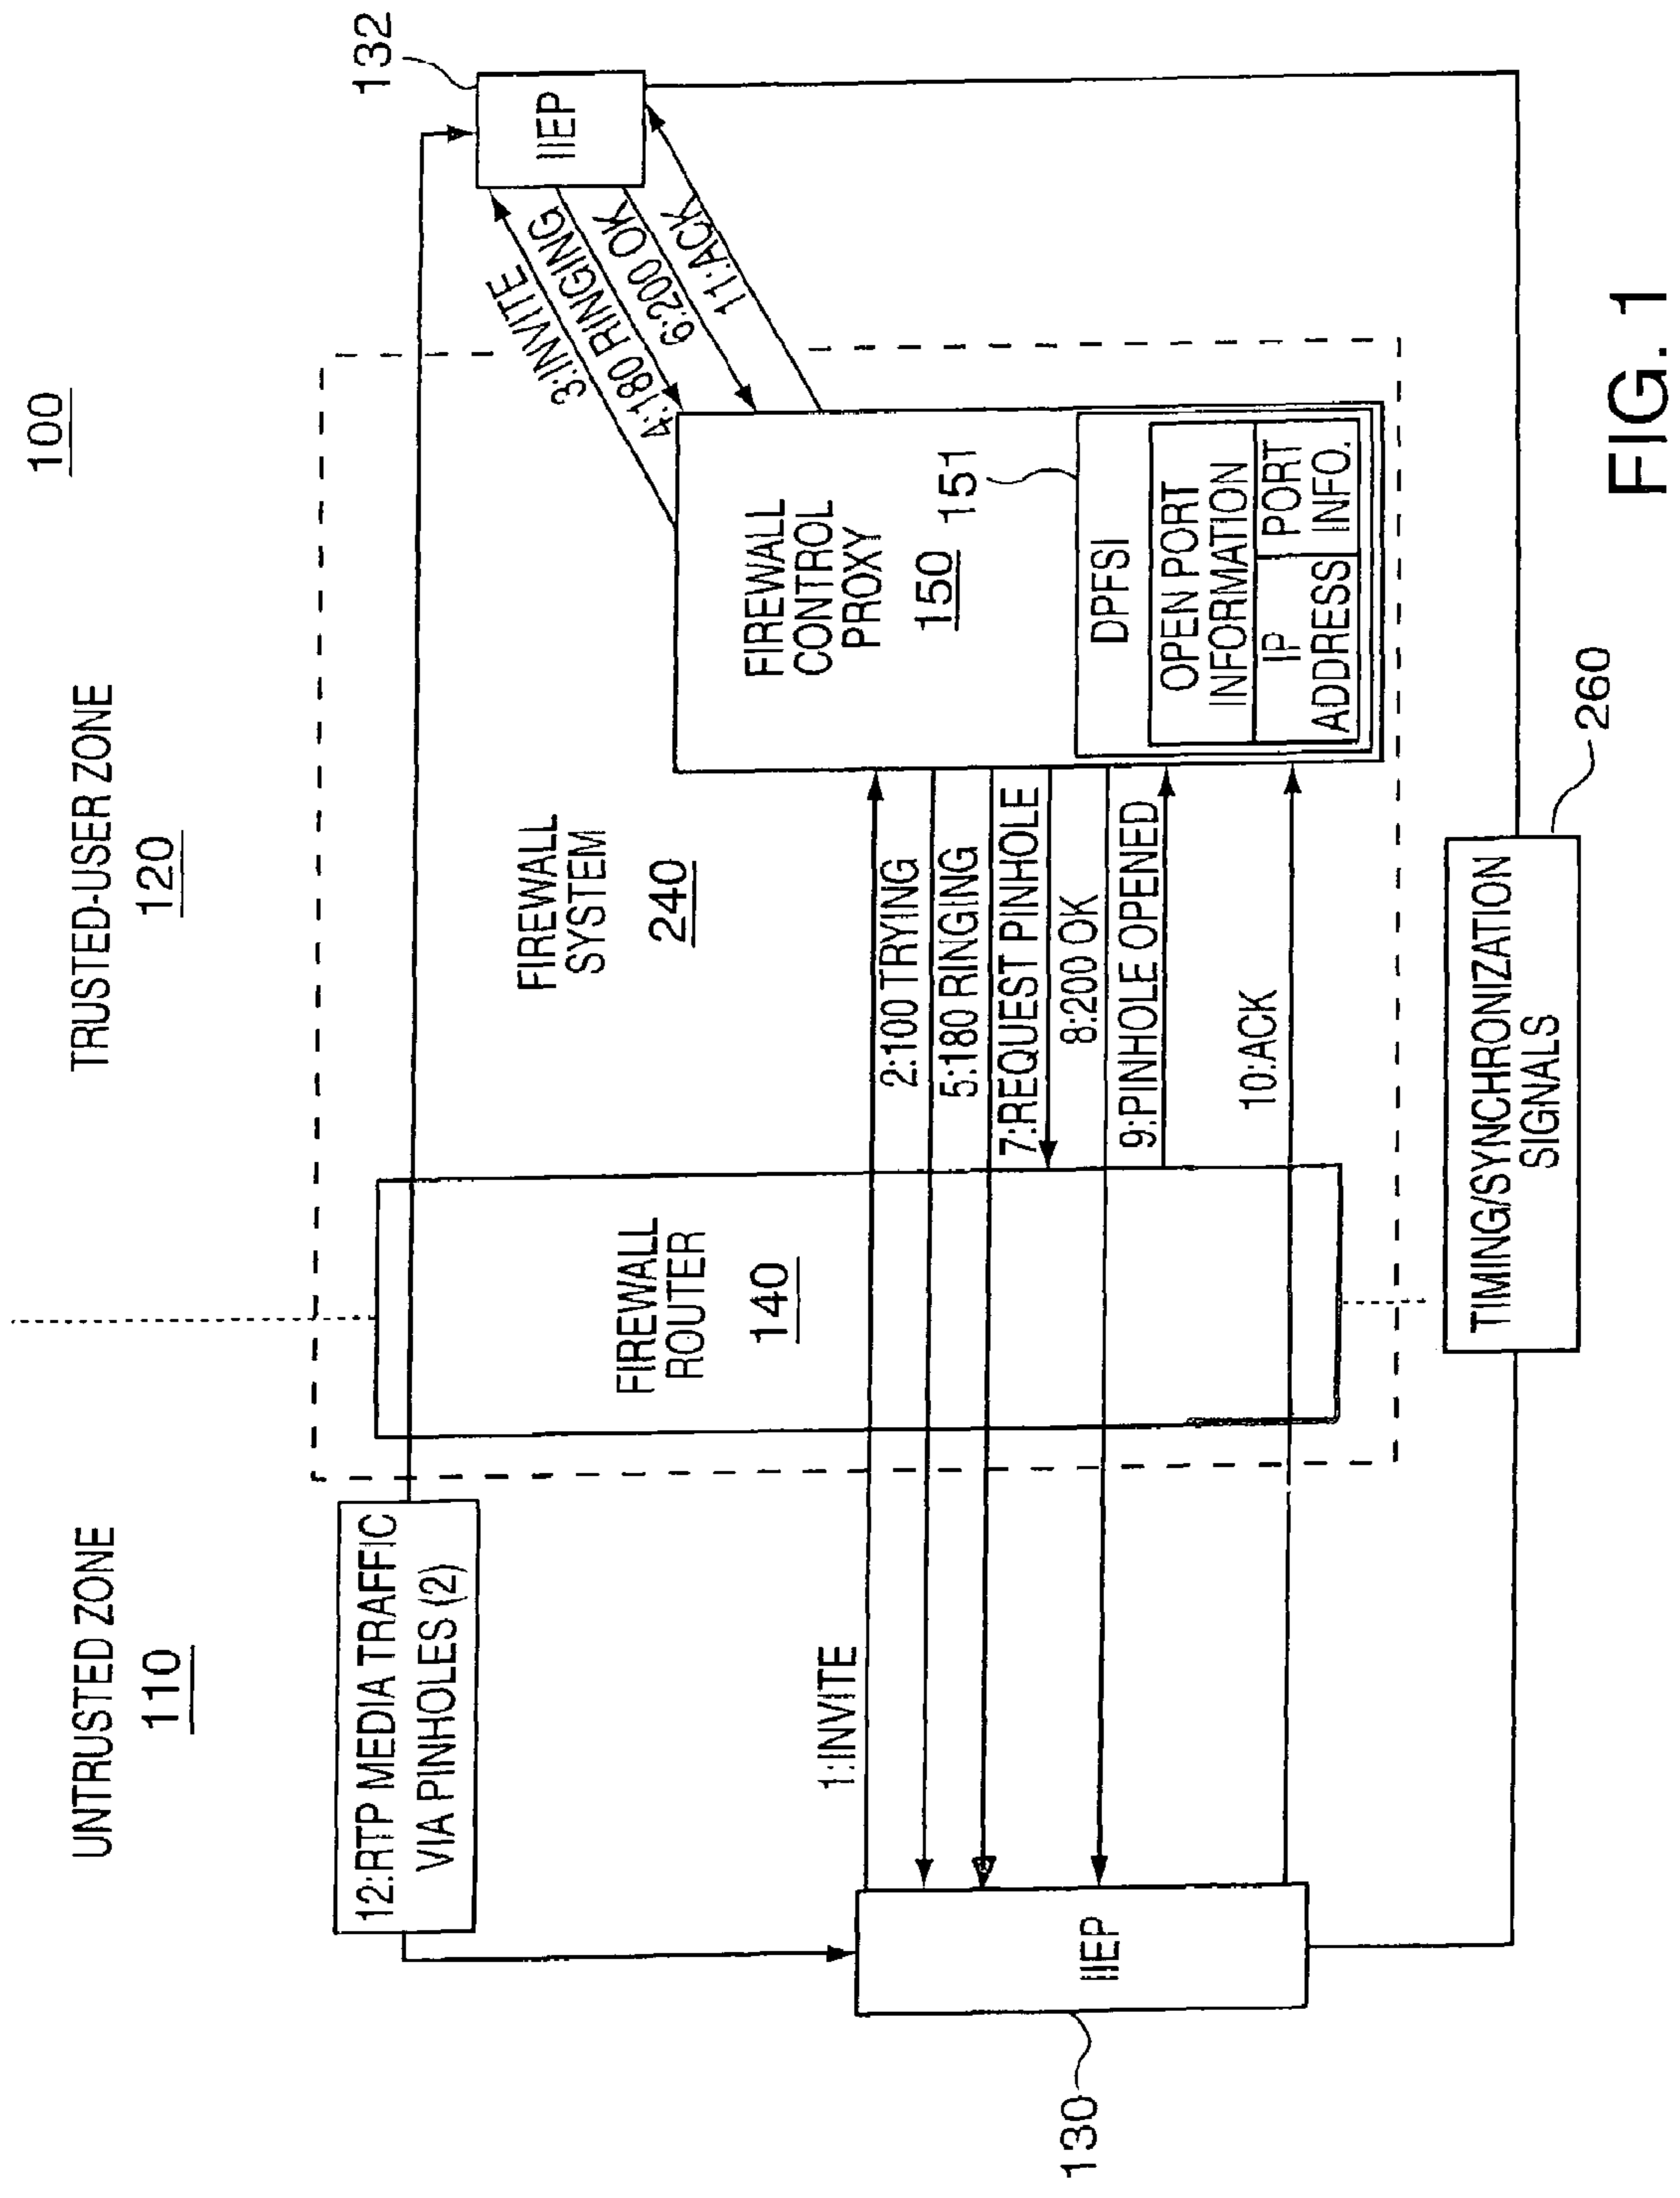 100
UNTRUSTED ZONE
110
TRUSTED-USER ZONE
120
12:RTP MEDIA TRAFFIC
VIA PINHOLES (2)
132
IIEP
FIREWALL
SYSTEM
240
3:INVITE
4:180 RINGING
6:200 OK
11:ACK
FIREWALL
ROUTER
140
FIREWALL
CONTROL
PROXY
150
151
DPFSI
OPEN PORT
INFORMATION
IP
ADDRESS
PORT
INFO.
1:INVITE
2:100 TRYING
5:180 RINGING
7:REQUEST PINHOLE
8:200 OK
9:PINHOLE OPENED
10:ACK
IIEP
130
TIMING/SYNCHRONIZATION
SIGNALS
260
FIG. 1